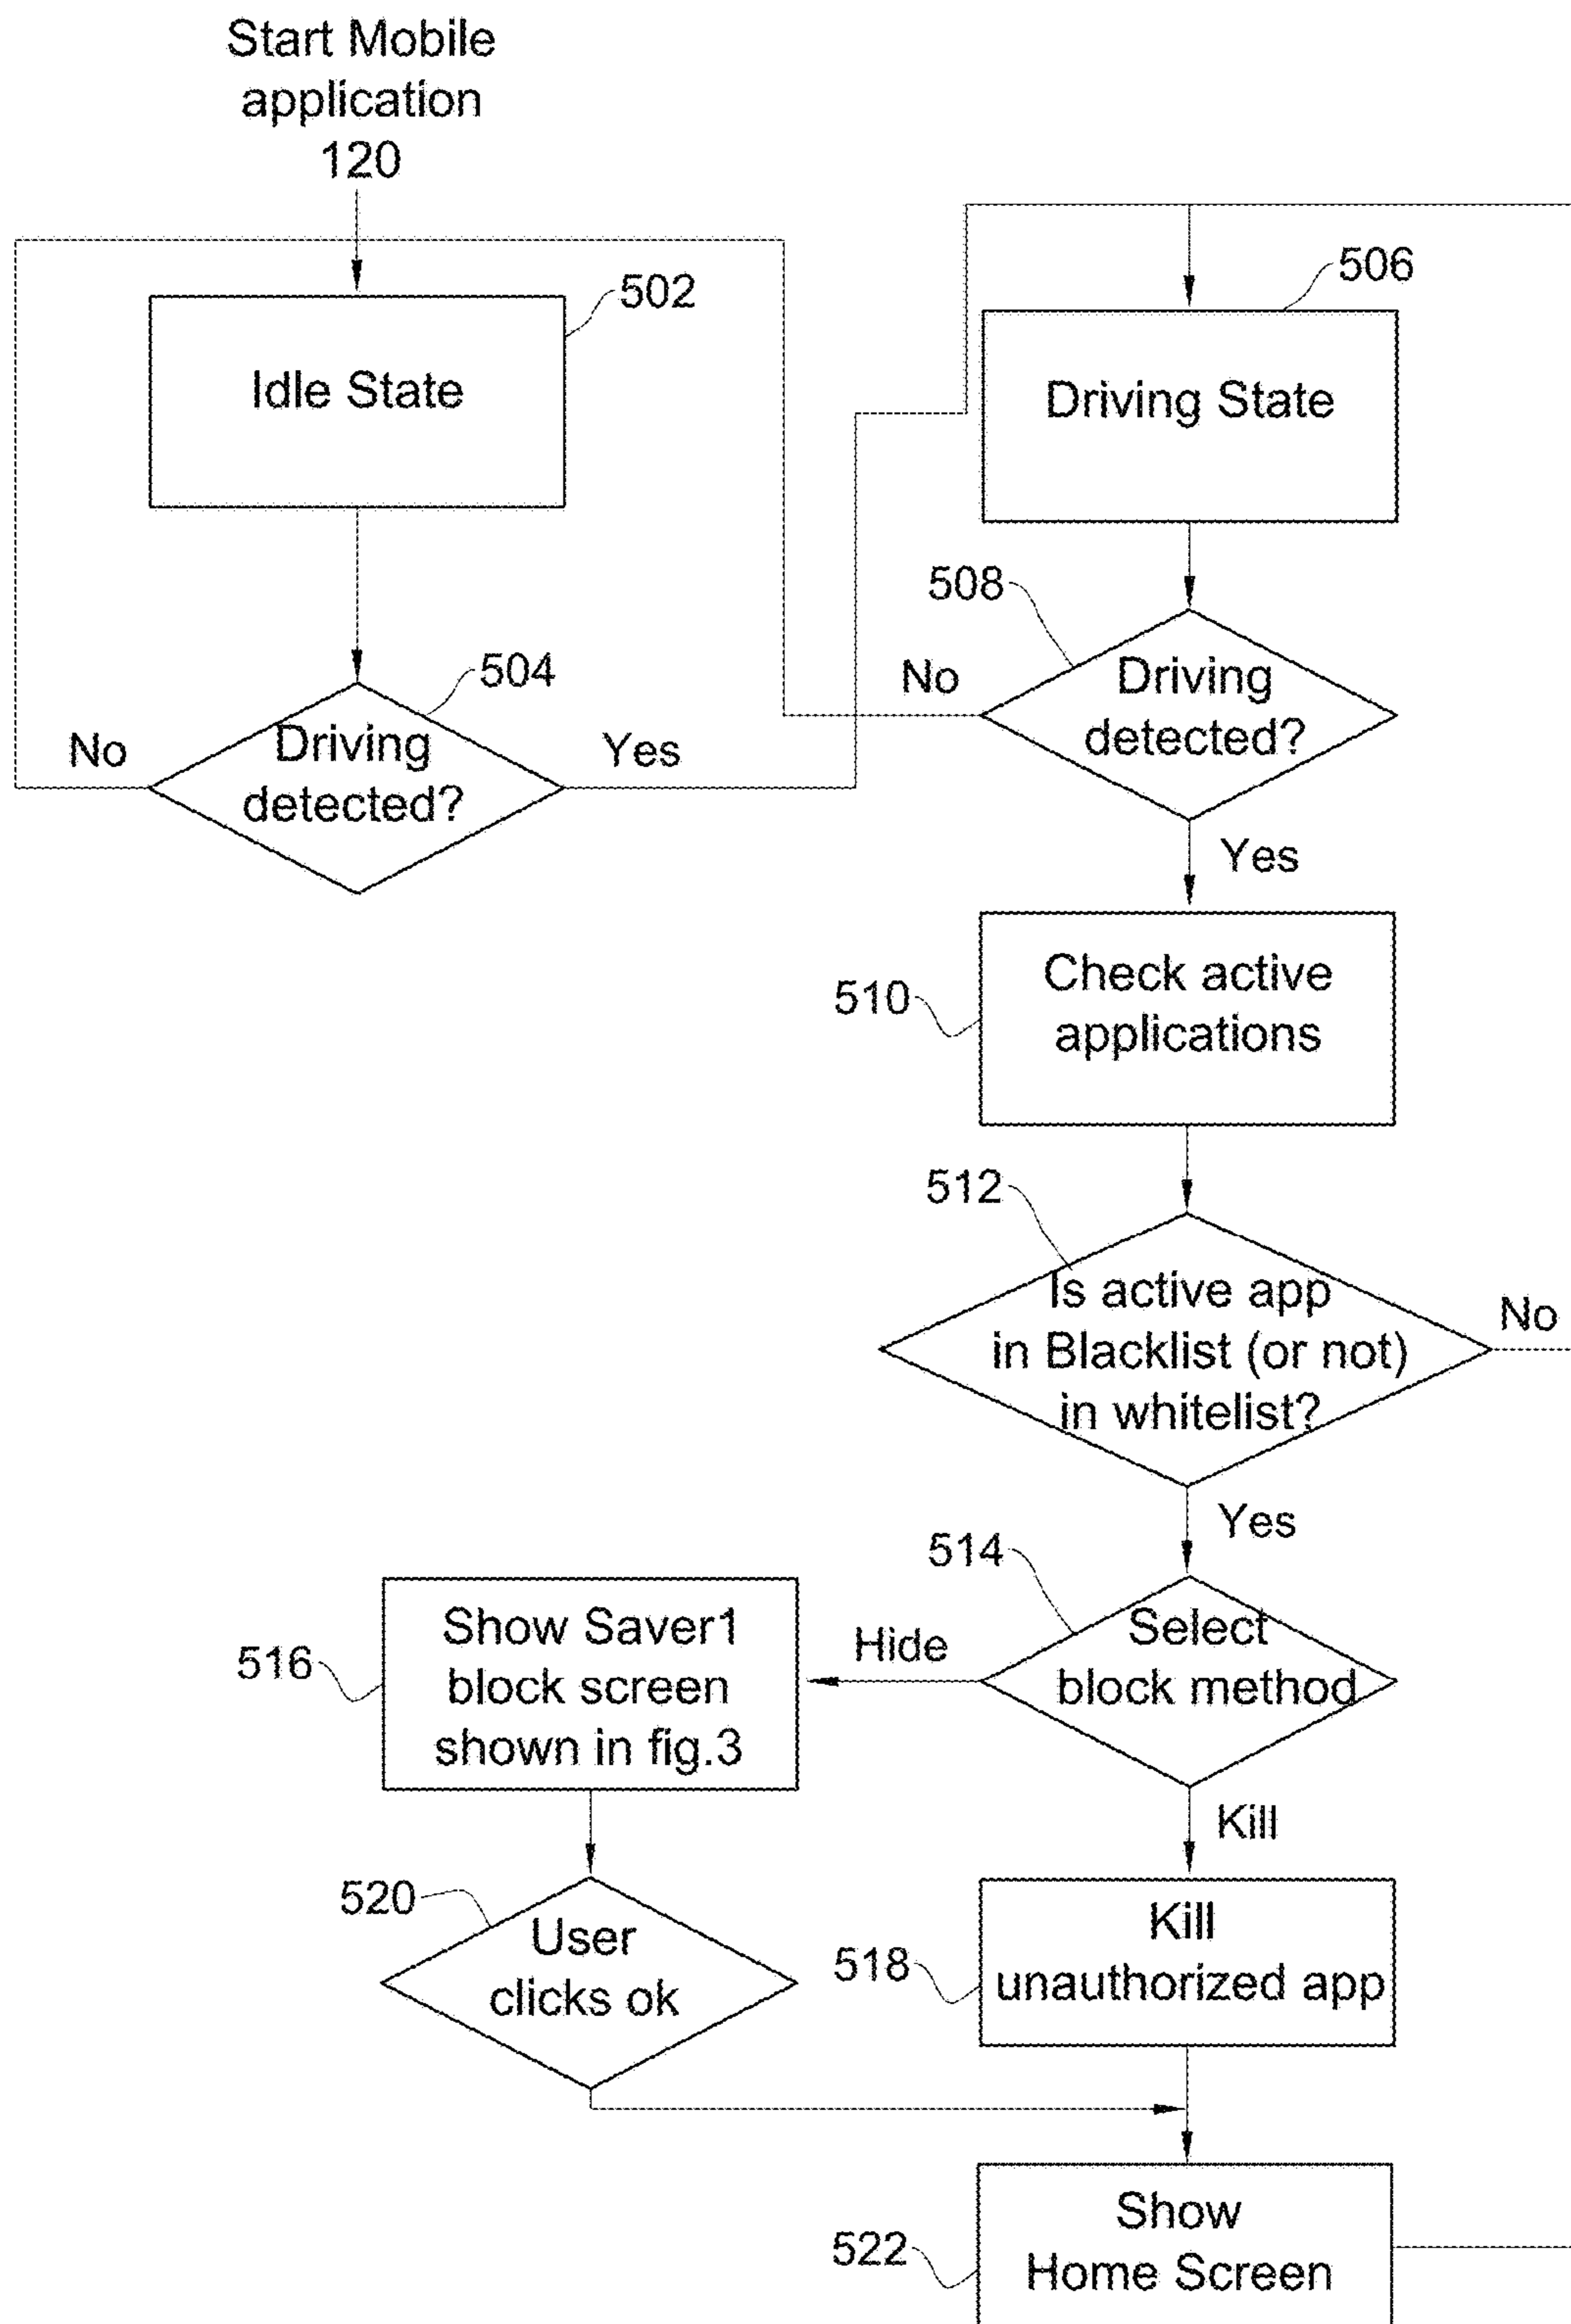 Start Mobile
application
120
502
Idle State
504
Driving
detected?
No
Yes
506
Driving State
508
Driving
detected?
No
Yes
510
Check active
applications
512
Is active app
in Blacklist (or not)
in whitelist?
No
Yes
514
Select
block method
Hide
Kill
516
Show Saver1
block screen
shown in fig.3
520
User
clicks ok
518
Kill
unauthorized app
522
Show
Home Screen